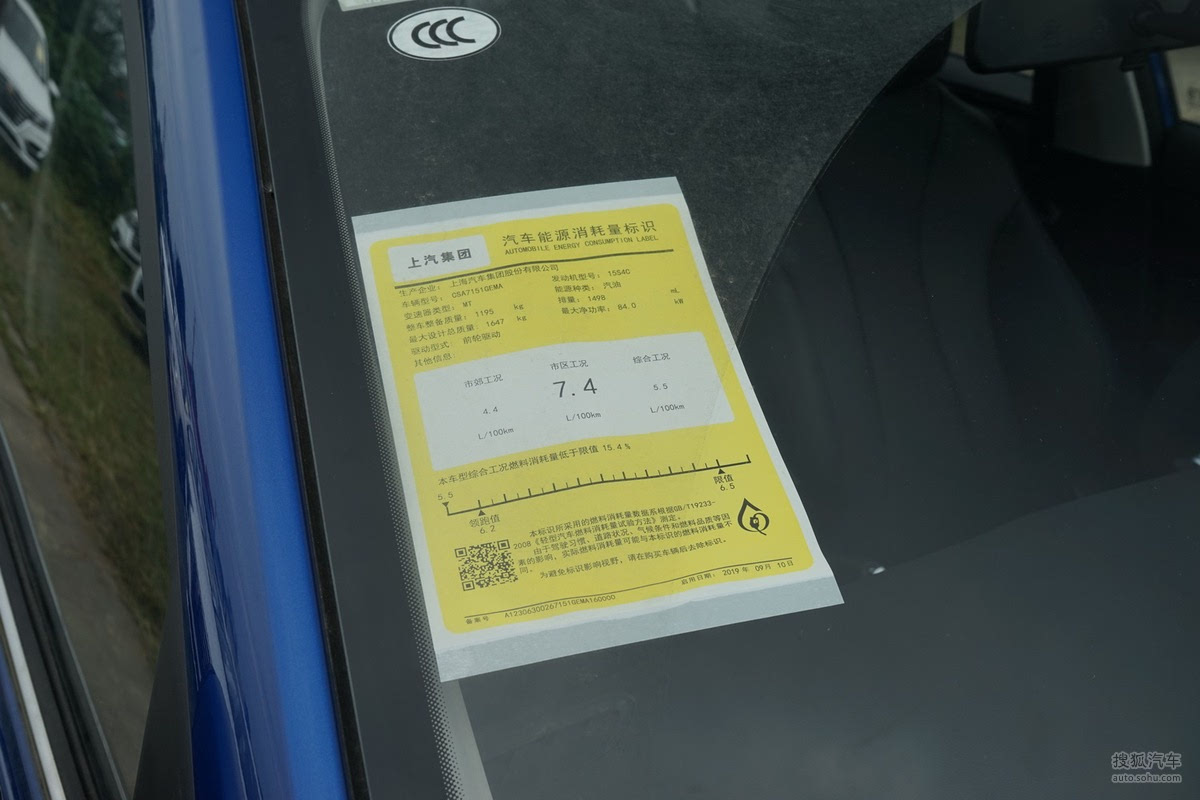 CCC
上汽集团
汽车能源消耗量标识
AUTOMOBILE ENERGY CONSUMPTION LABEL
生产企业: 上海汽车集团股份有限公司
车辆型号: CSA7151GEMA
发动机型号: 15S4C
变速器类型: MT
能源种类: 汽油
整车整备质量: 1195 kg
排量: 1498 mL
最大设计总质量: 1647 kg
最大净功率: 84.0 kW
驱动型式: 前轮驱动
其他信息:
市郊工况 市区工况 综合工况
4.4 7.4 5.5
L/100km L/100km L/100km
本车型综合工况燃料消耗量低于限值 15.4 %
5.5
领跑值
6.2
限值
6.5
本标识所采用的燃料消耗量数据系根据GB/T19233-
2008《轻型汽车燃料消耗量试验方法》测定。
由于驾驶习惯、道路状况、气候条件和燃料品质等因
素的影响，实际燃料消耗量可能与本标识的燃料消耗量不
同。
为避免标识影响视野，请在购买车辆后去除标识。
备案号 A12306300267151GEMA160000
启用日期: 2019 年 09月 10日
搜狐汽车
auto.sohu.com